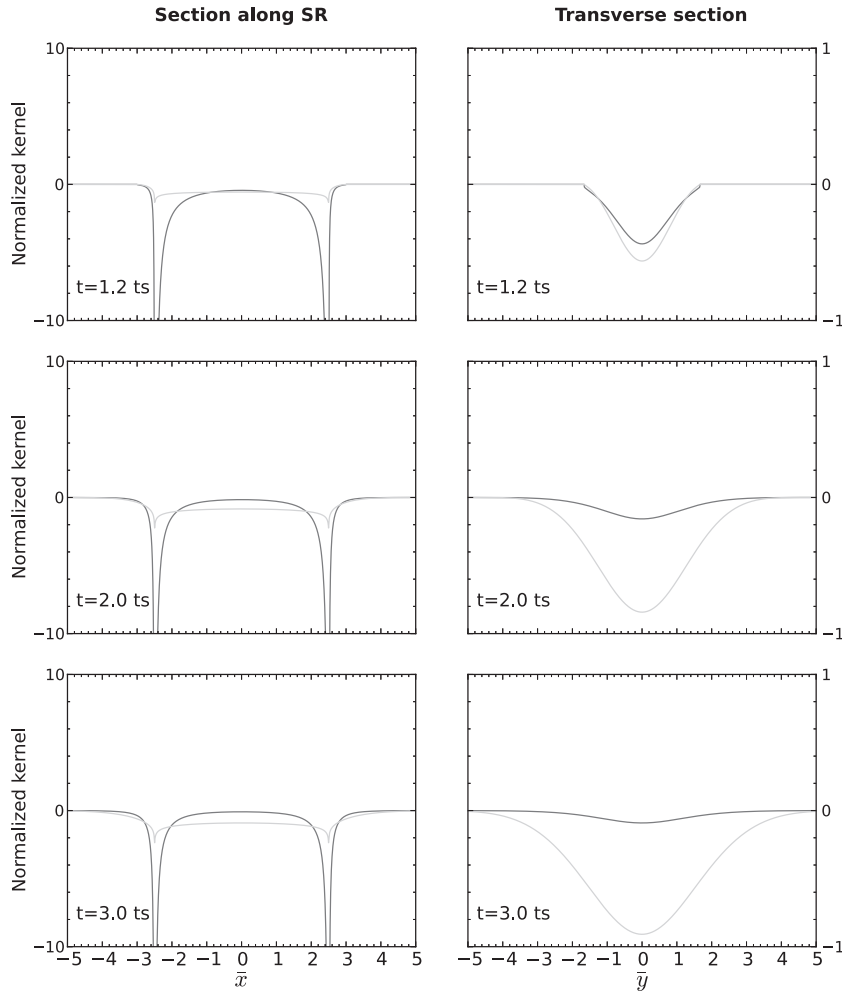 Section along SR
Transverse section
10
0
−10
Normalized kernel
t=1.2 ts
1
0
−1
t=1.2 ts
10
0
−10
Normalized kernel
t=2.0 ts
1
0
−1
t=2.0 ts
10
0
−10
Normalized kernel
t=3.0 ts
1
0
−1
t=3.0 ts
−5 −4 −3 −2 −1 0 1 2 3 4 5
x̄
−5 −4 −3 −2 −1 0 1 2 3 4 5
ȳ